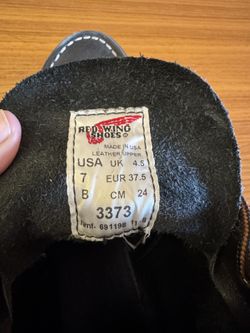 RED WING
SHOES
MADE IN USA
LEATHER UPPER
USA UK 4.5
7 EUR 37.5
B CM 24
3373